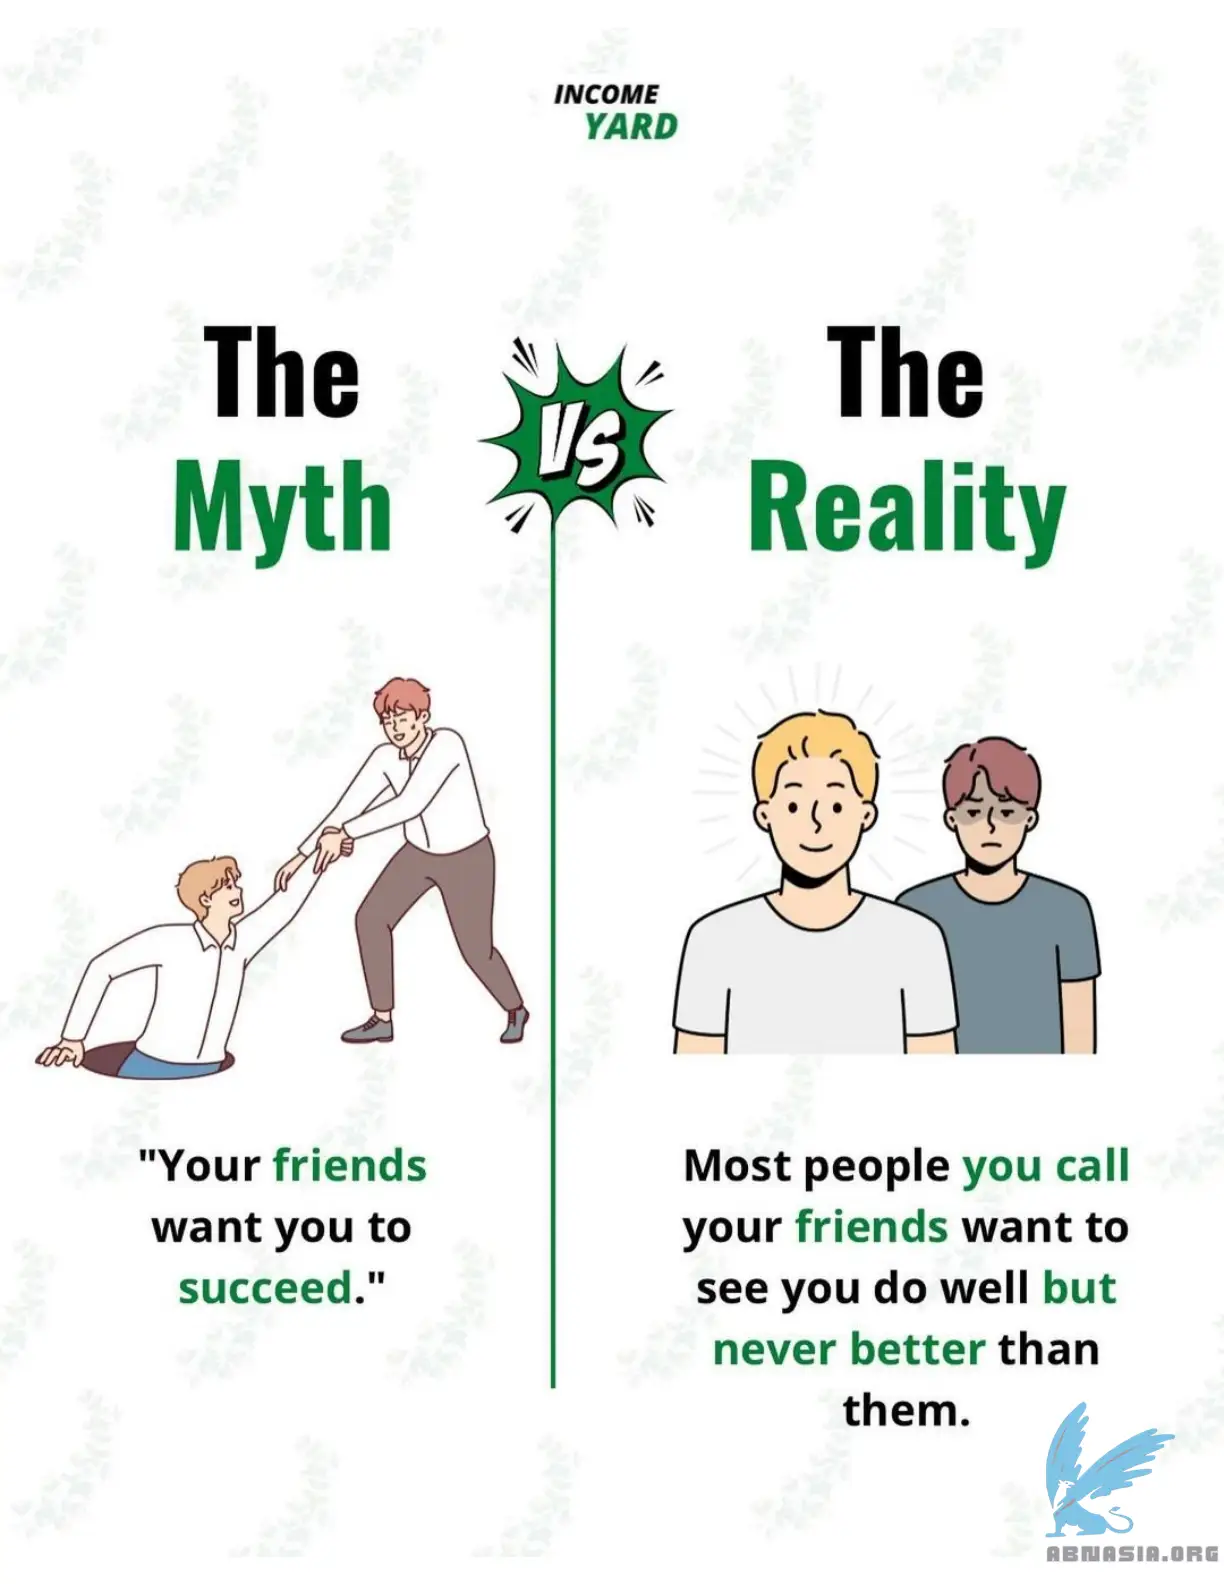 INCOME
YARD
The
Myth
VS
The
Reality
"Your friends
want you to
succeed."
Most people you call
your friends want to
see you do well but
never better than
them.
ABNASIA.ORG